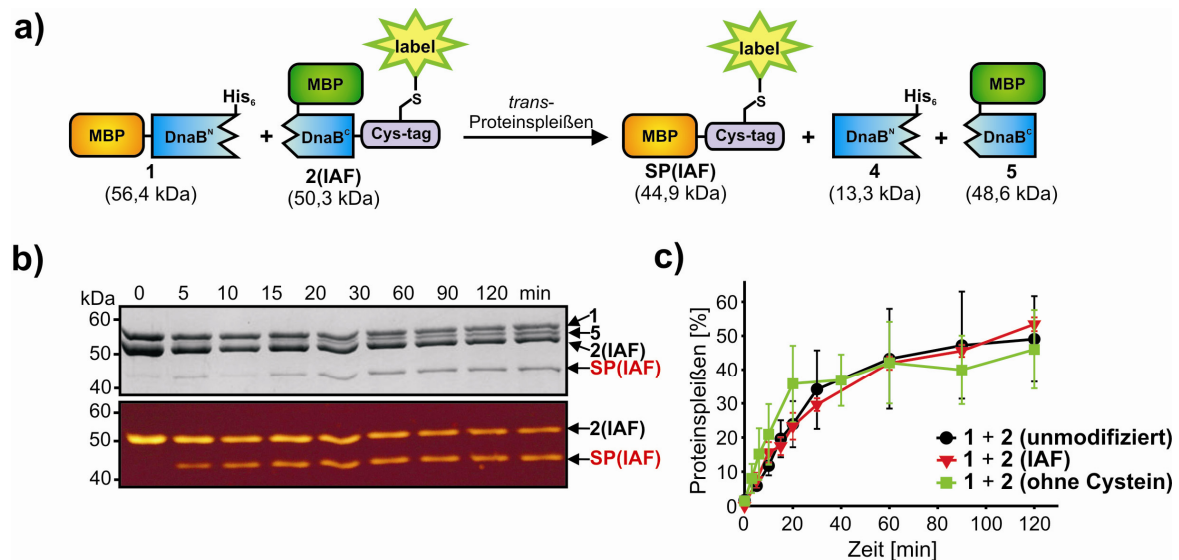 a)
label
label
His₆
MBP
His₆
MBP
MBP
DnaBᴺ
+
DnaBᶜ
S
Cys-tag
trans-
Proteinspleißen
MBP
S
Cys-tag
+
DnaBᴺ
+
DnaBᶜ
1
(56,4 kDa)
2(IAF)
(50,3 kDa)
SP(IAF)
(44,9 kDa)
4
(13,3 kDa)
5
(48,6 kDa)
b)
kDa 0 5 10 15 20 30 60 90 120 min
60
50
40
1
5
2(IAF)
SP(IAF)
60
50
40
2(IAF)
SP(IAF)
c)
Proteinspleißen [%]
60
50
40
30
20
10
0
1 + 2 (unmodifiziert)
1 + 2 (IAF)
1 + 2 (ohne Cystein)
0 20 40 60 80 100 120
Zeit [min]